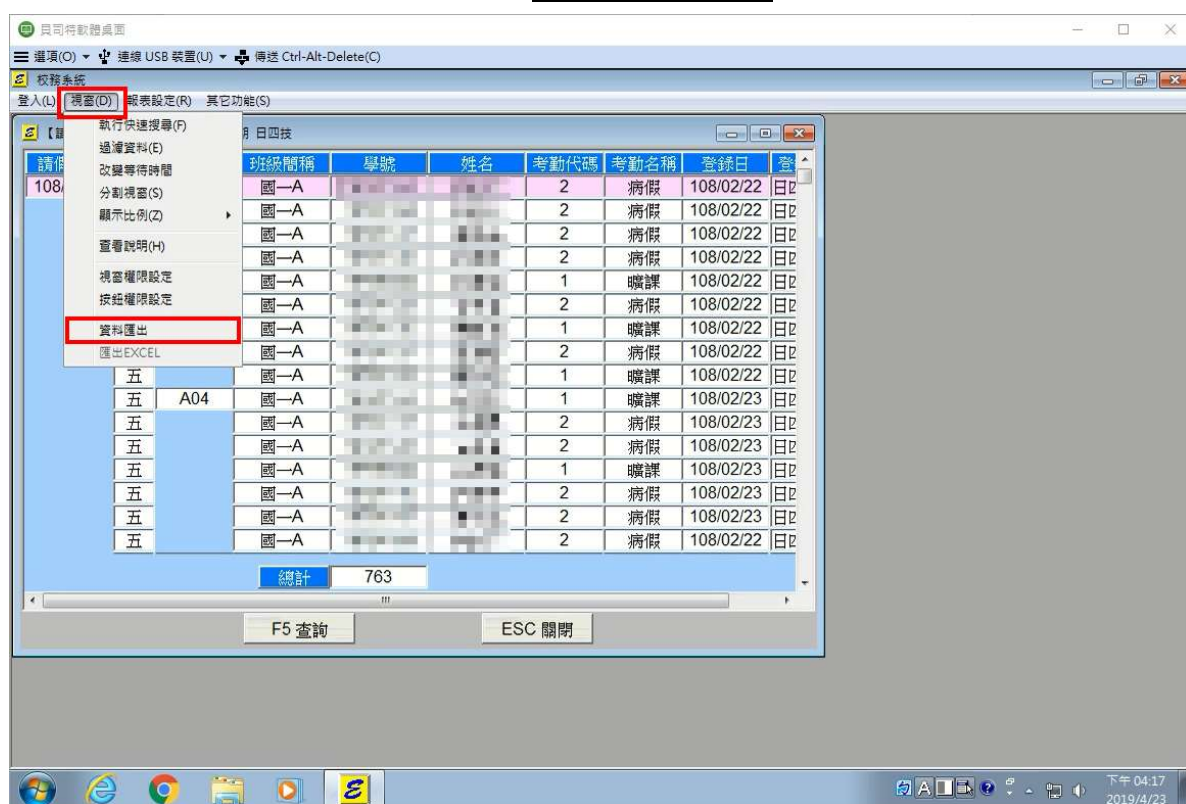 貝司特軟體桌面
選項(O) 連線 USB 裝置(U) 傳送 Ctrl-Alt-Delete(C)
校務系統
登入(L) 視窗(D) 報表設定(R) 其它功能(S)
執行快速搜尋(F)
過濾資料(E)
改變等待時間
分割視窗(S)
顯示比例(Z)
查看說明(H)
視窗權限設定
按鈕權限設定
資料匯出
匯出EXCEL
日四技
班級簡稱 學號 姓名 考勤代碼 考勤名稱 登錄日
國一A 2 病假 108/02/22
國一A 2 病假 108/02/22
國一A 2 病假 108/02/22
國一A 2 病假 108/02/22
國一A 1 曠課 108/02/22
國一A 2 病假 108/02/22
國一A 1 曠課 108/02/22
國一A 2 病假 108/02/22
五 國一A 1 曠課 108/02/22
五 A04 國一A 1 曠課 108/02/23
五 國一A 2 病假 108/02/23
五 國一A 2 病假 108/02/23
五 國一A 1 曠課 108/02/23
五 國一A 2 病假 108/02/23
五 國一A 2 病假 108/02/23
五 國一A 2 病假 108/02/22
總計 763
F5 查詢 ESC 關閉
下午 04:17
2019/4/23